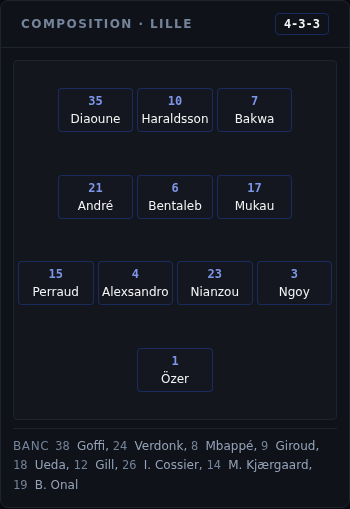 COMPOSITION · LILLE
4-3-3
35 10 7
Diaoune Haraldsson Bakwa
21 6 17
André Bentaleb Mukau
15 4 23 3
Perraud Alexsandro Nianzou Ngoy
1
Özer
BANC 38 Goffi, 24 Verdonk, 8 Mbappé, 9 Giroud,
18 Ueda, 12 Gill, 26 I. Cossier, 14 M. Kjærgaard,
19 B. Onal